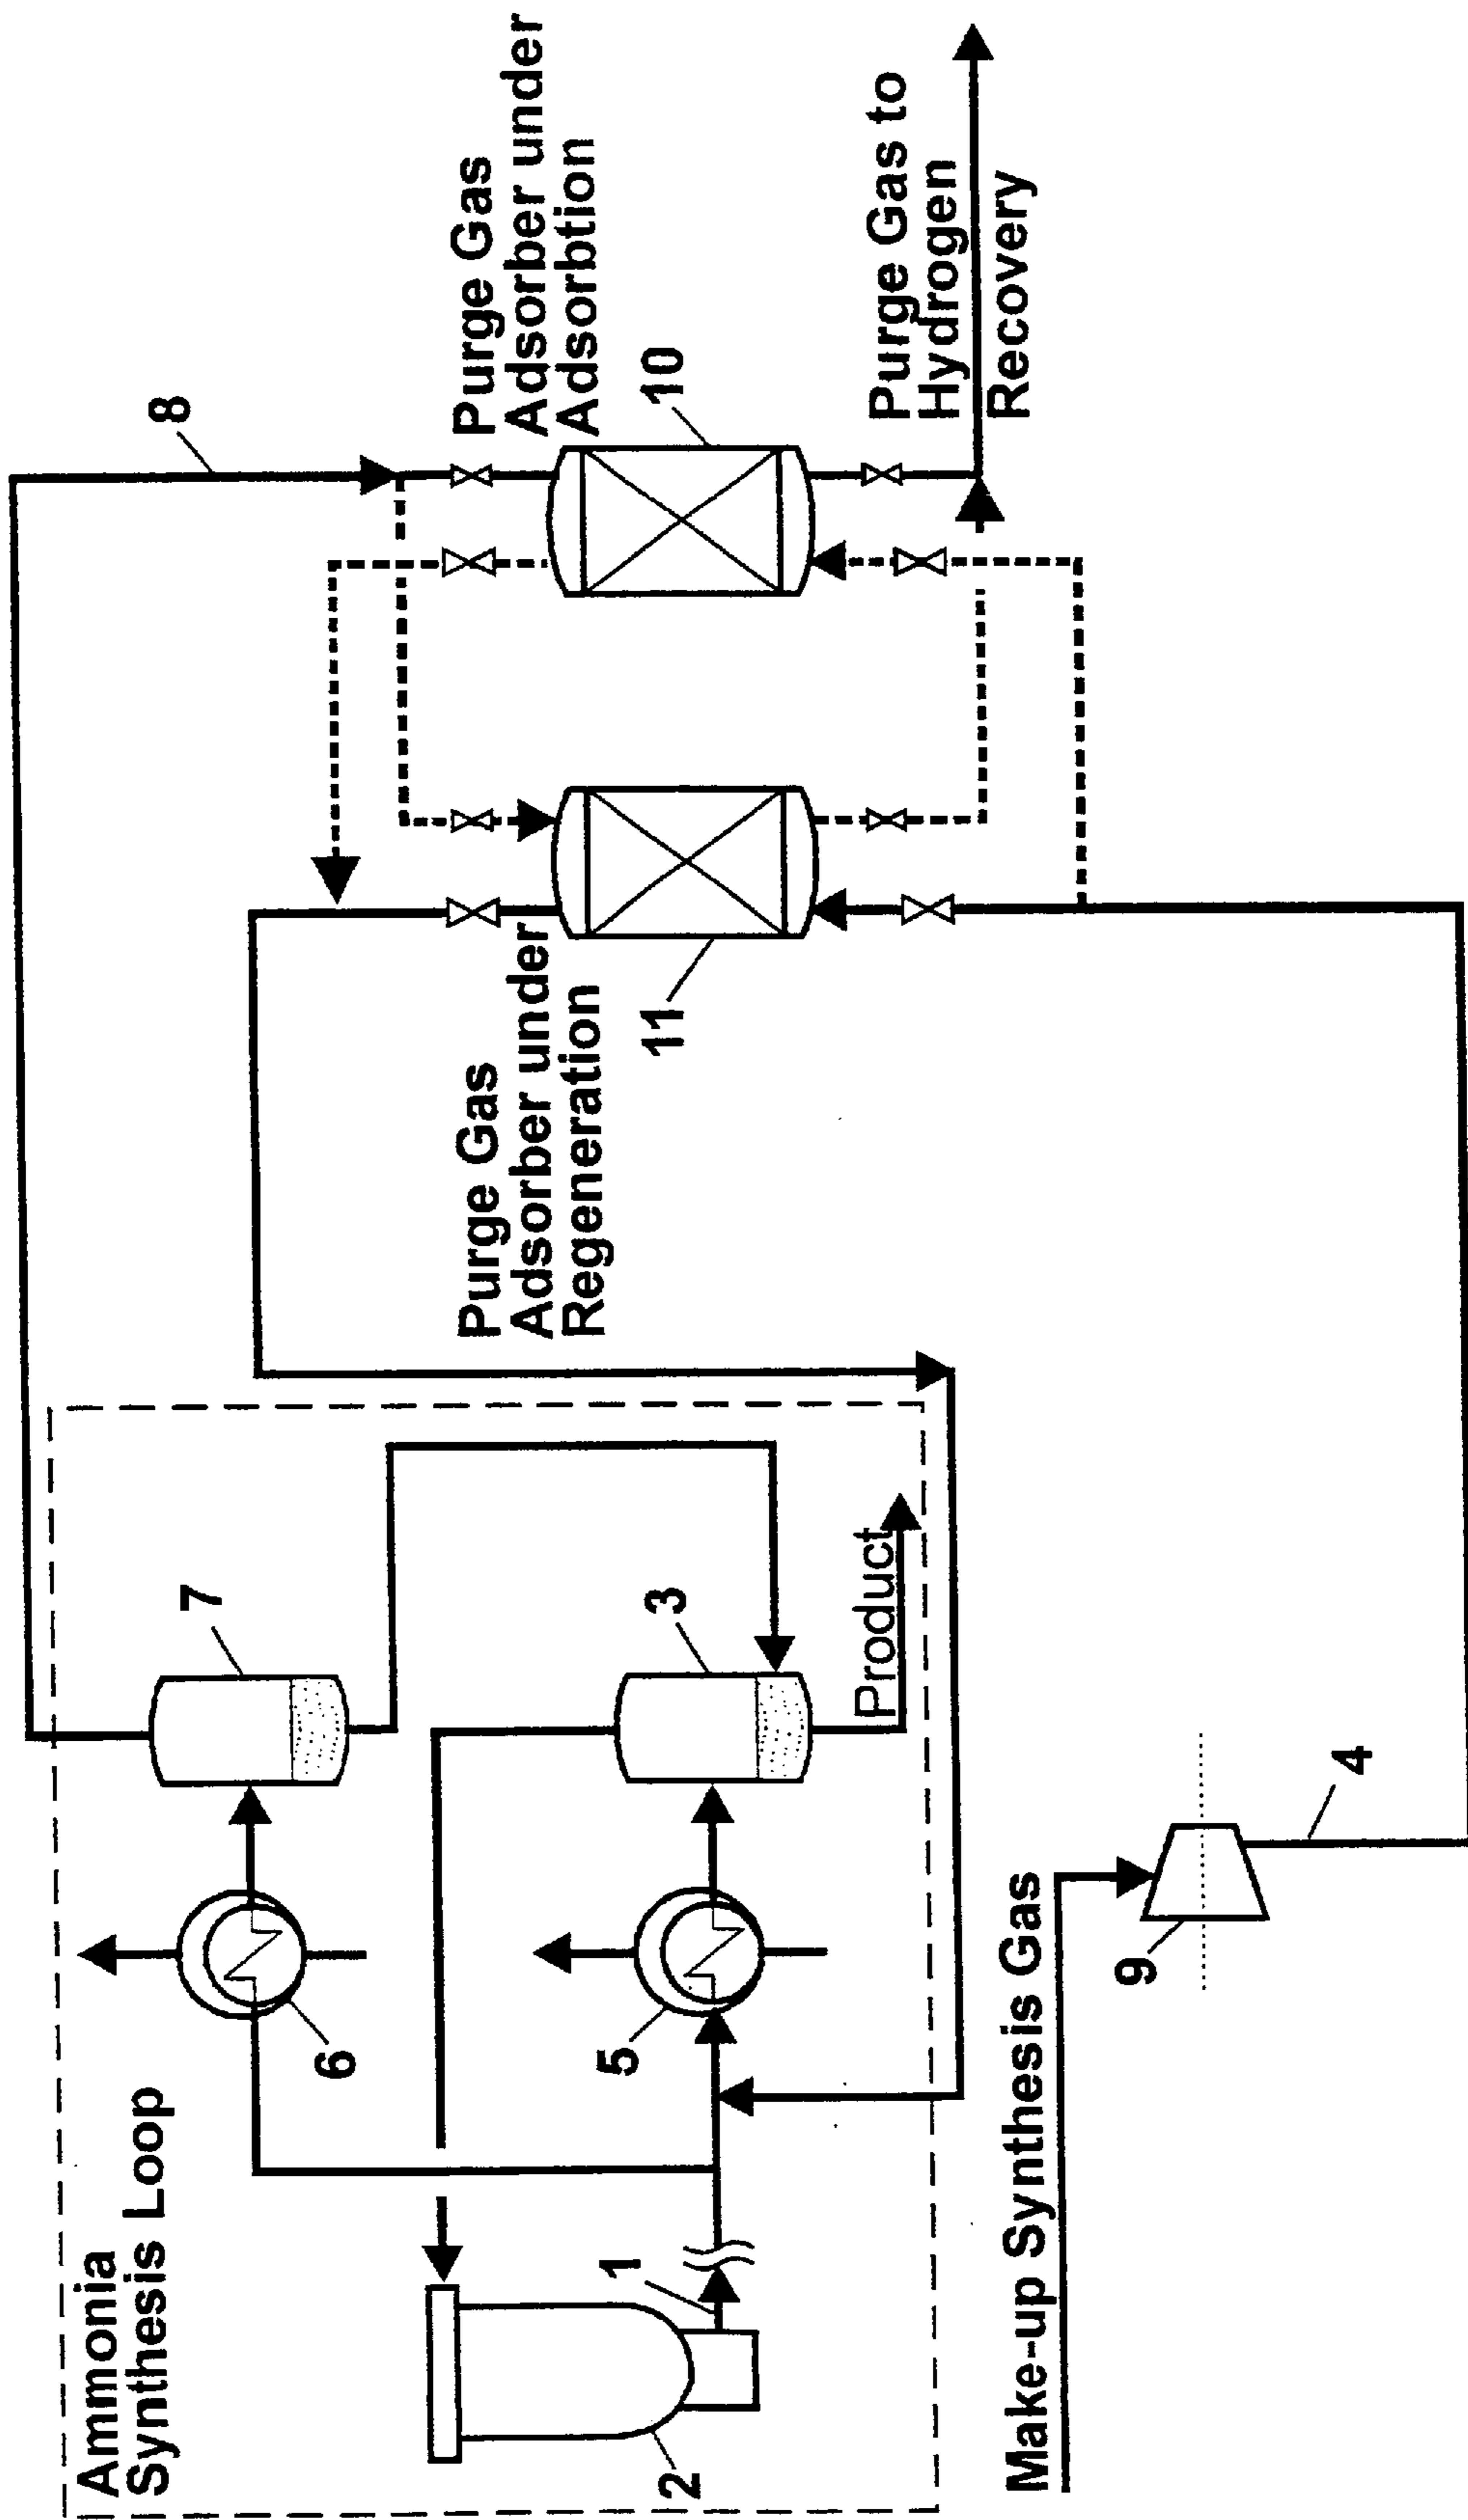 Ammonia
Synthesis Loop
6
7
8
2
1
5
3
Product
Purge Gas
Adsorber under
Regeneration
11
Purge Gas
Adsorber under
Adsorbtion
10
Purge Gas to
Hydrogen
Recovery
Make-up Synthesis Gas
9
4